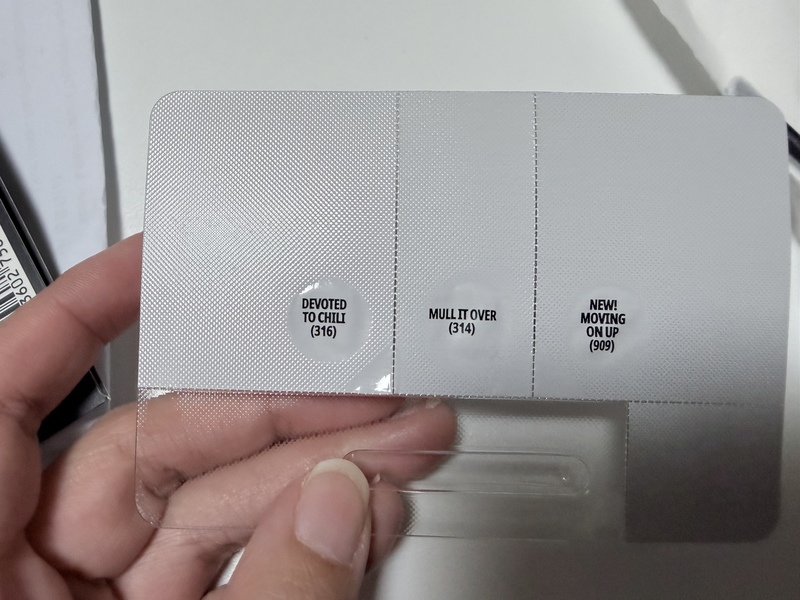 DEVOTED
TO CHILI
(316)
MULL IT OVER
(314)
NEW!
MOVING
ON UP
(909)